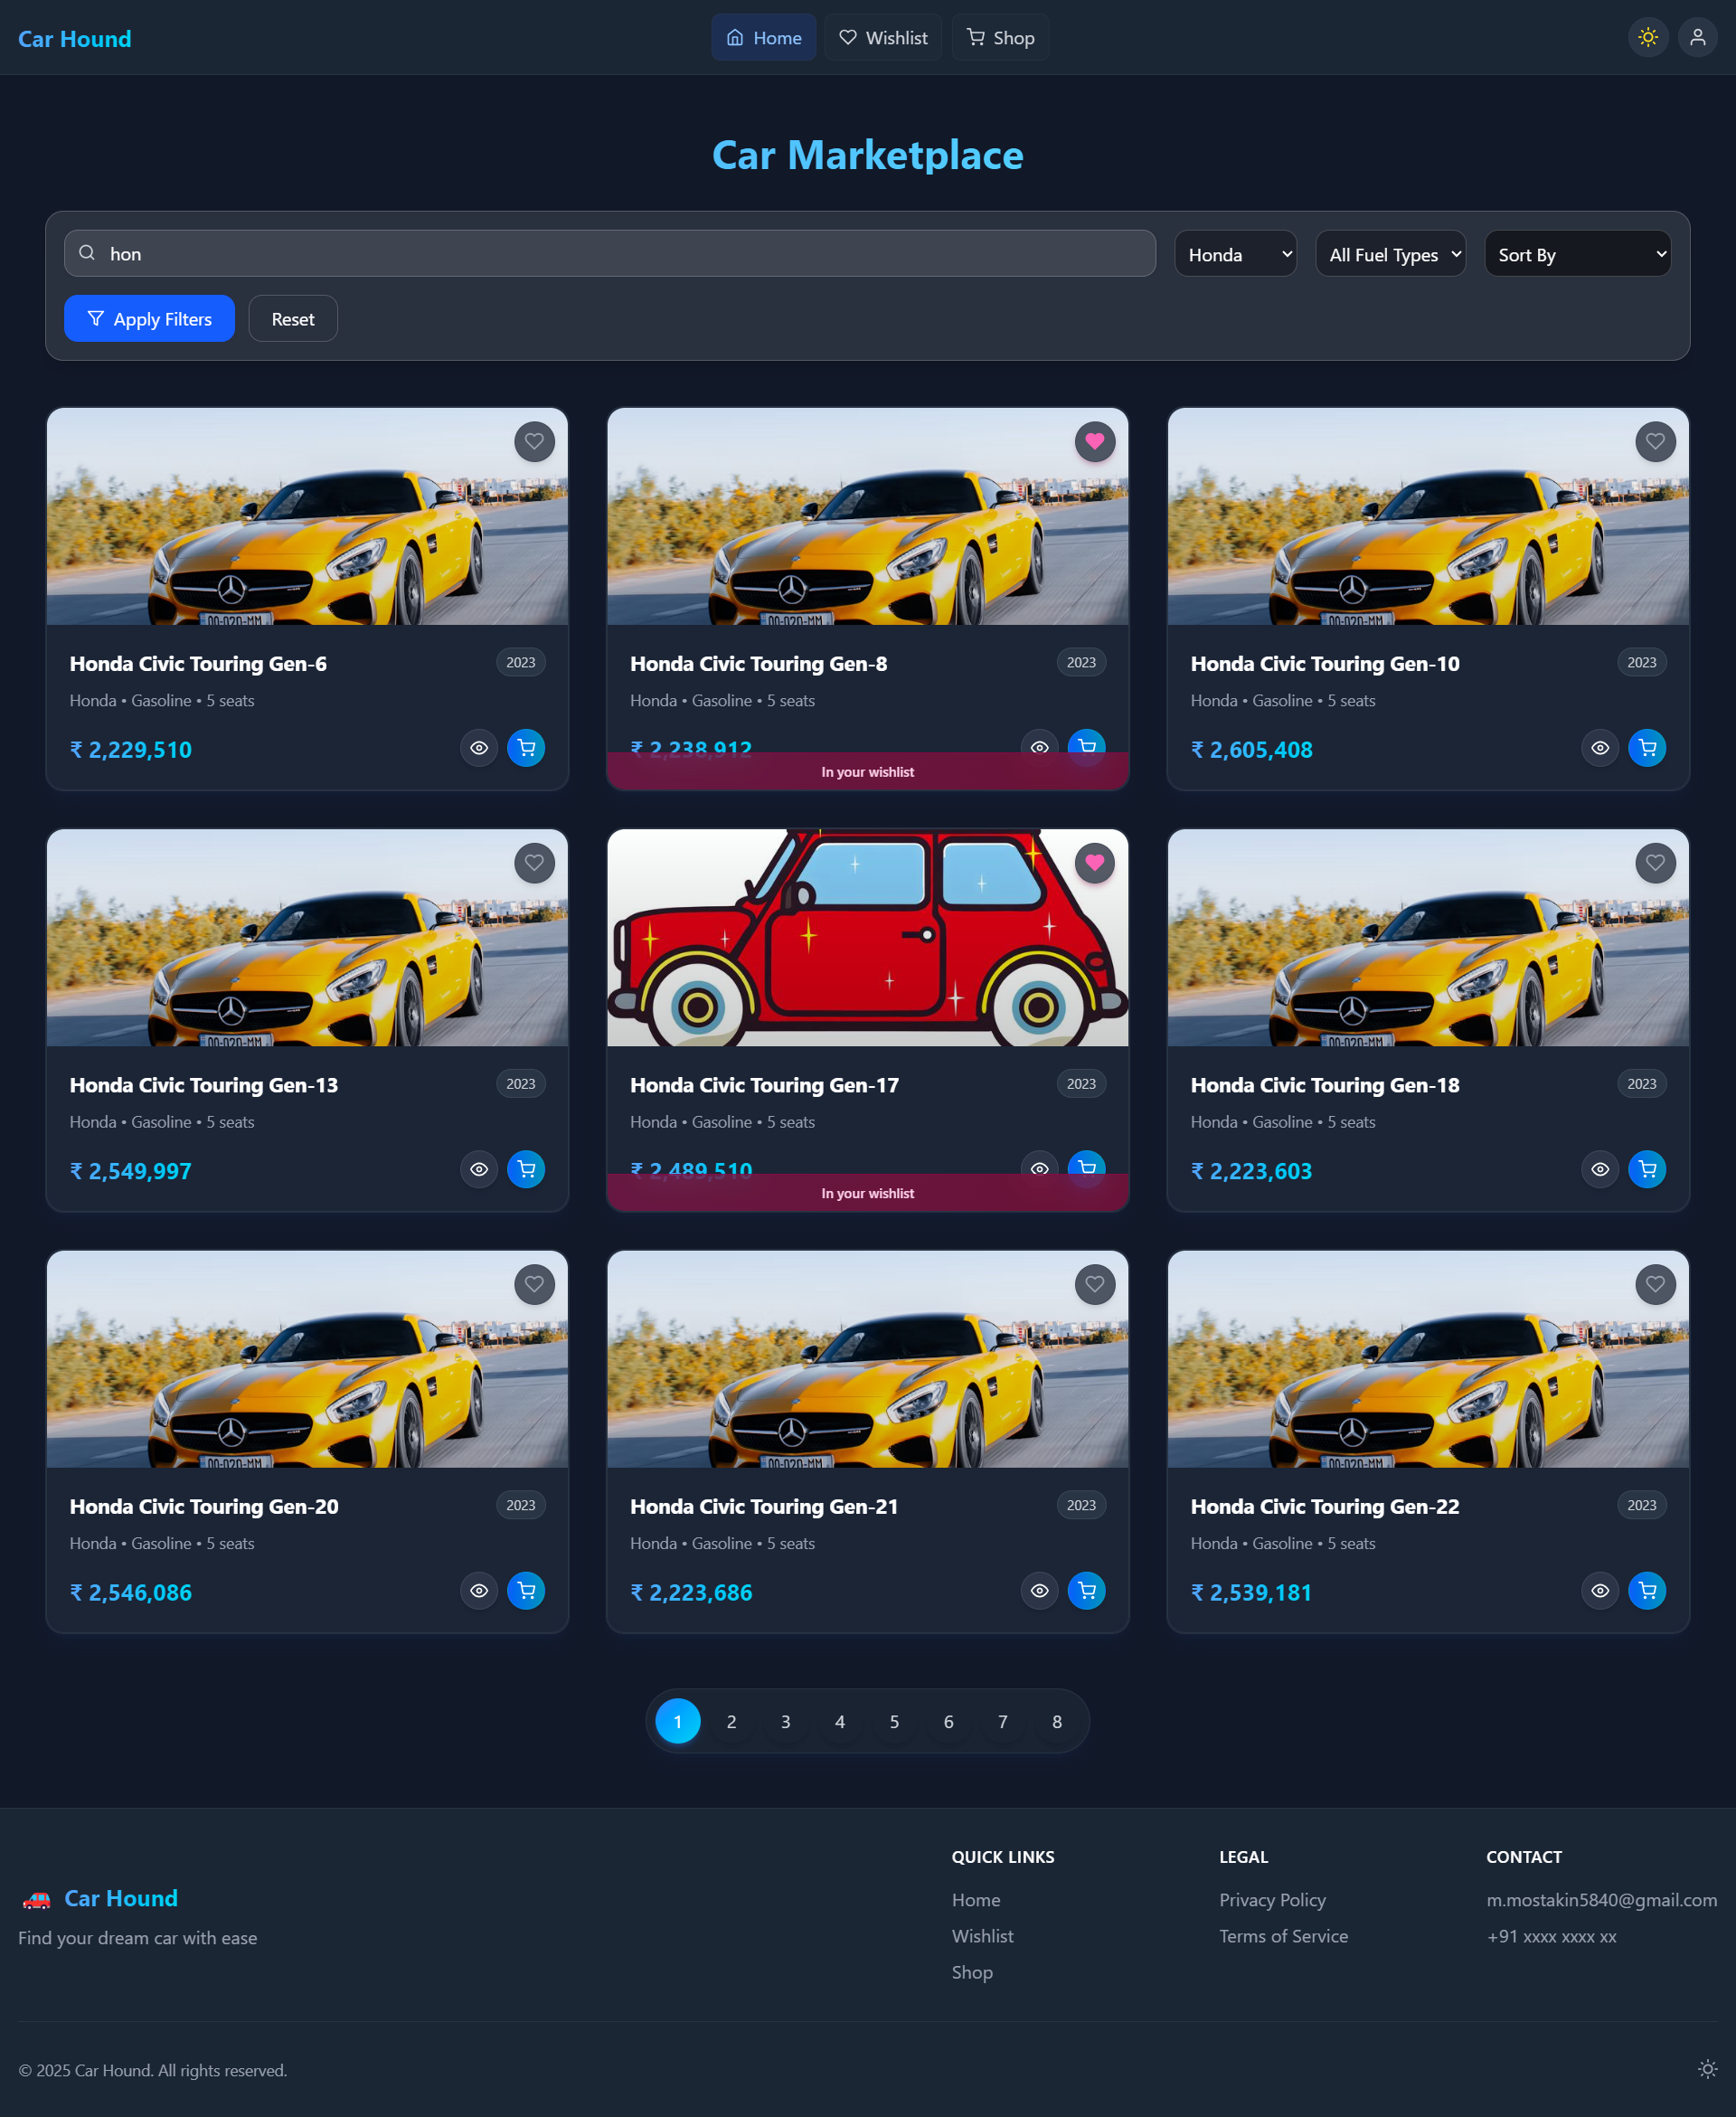 Car Hound
Home
Wishlist
Shop
Car Marketplace
hon
Honda
All Fuel Types
Sort By
Apply Filters
Reset
Honda Civic Touring Gen-6
2023
Honda • Gasoline • 5 seats
₹ 2,229,510
Honda Civic Touring Gen-8
2023
Honda • Gasoline • 5 seats
₹ 2,238,912
In your wishlist
Honda Civic Touring Gen-10
2023
Honda • Gasoline • 5 seats
₹ 2,605,408
Honda Civic Touring Gen-13
2023
Honda • Gasoline • 5 seats
₹ 2,549,997
Honda Civic Touring Gen-17
2023
Honda • Gasoline • 5 seats
₹ 2,489,510
In your wishlist
Honda Civic Touring Gen-18
2023
Honda • Gasoline • 5 seats
₹ 2,223,603
Honda Civic Touring Gen-20
2023
Honda • Gasoline • 5 seats
₹ 2,546,086
Honda Civic Touring Gen-21
2023
Honda • Gasoline • 5 seats
₹ 2,223,686
Honda Civic Touring Gen-22
2023
Honda • Gasoline • 5 seats
₹ 2,539,181
1 2 3 4 5 6 7 8
Car Hound
Find your dream car with ease
QUICK LINKS
Home
Wishlist
Shop
LEGAL
Privacy Policy
Terms of Service
CONTACT
m.mostakin5840@gmail.com
+91 xxxx xxxx xx
© 2025 Car Hound. All rights reserved.